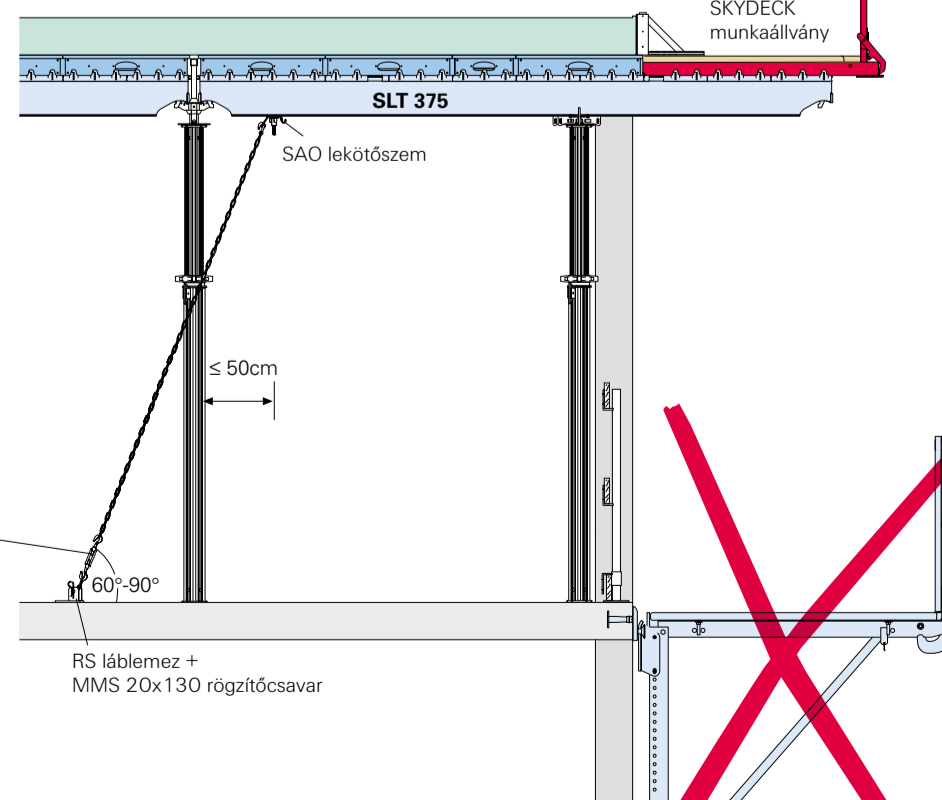 SKYDECK
munkaállvány
SLT 375
SAO lekötőszem
≤ 50cm
60°-90°
RS láblemez +
MMS 20x130 rögzítőcsavar